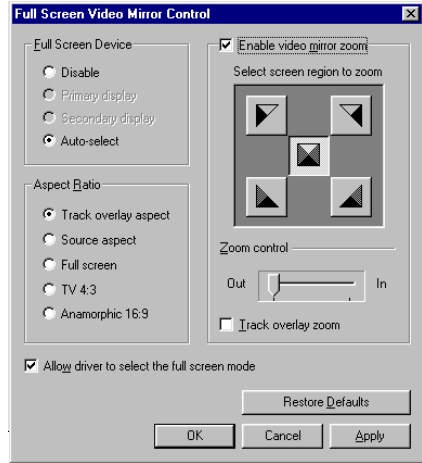 Full Screen Video Mirror Control
Full Screen Device
Disable
Primary display
Secondary display
Auto-select
Aspect Ratio
Track overlay aspect
Source aspect
Full screen
TV 4:3
Anamorphic 16:9
Enable video mirror zoom
Select screen region to zoom
Zoom control
Out In
Track overlay zoom
Allow driver to select the full screen mode
Restore Defaults
OK Cancel Apply